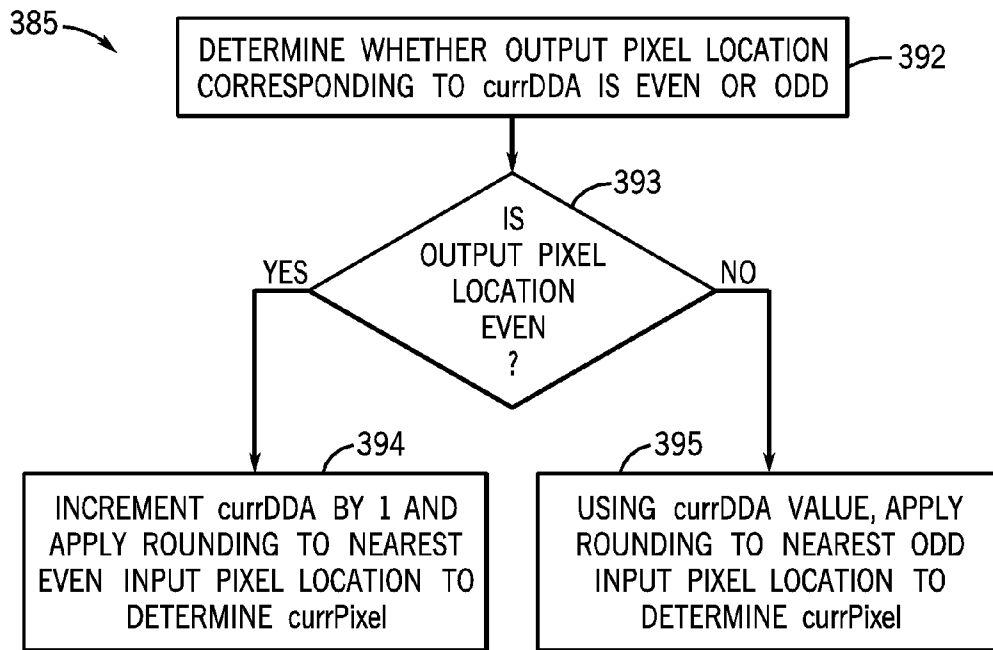 385
DETERMINE WHETHER OUTPUT PIXEL LOCATION
CORRESPONDING TO currDDA IS EVEN OR ODD
392
393
IS
OUTPUT PIXEL
LOCATION
EVEN
?
YES
NO
394
INCREMENT currDDA BY 1 AND
APPLY ROUNDING TO NEAREST
EVEN INPUT PIXEL LOCATION TO
DETERMINE currPixel
395
USING currDDA VALUE, APPLY
ROUNDING TO NEAREST ODD
INPUT PIXEL LOCATION TO
DETERMINE currPixel